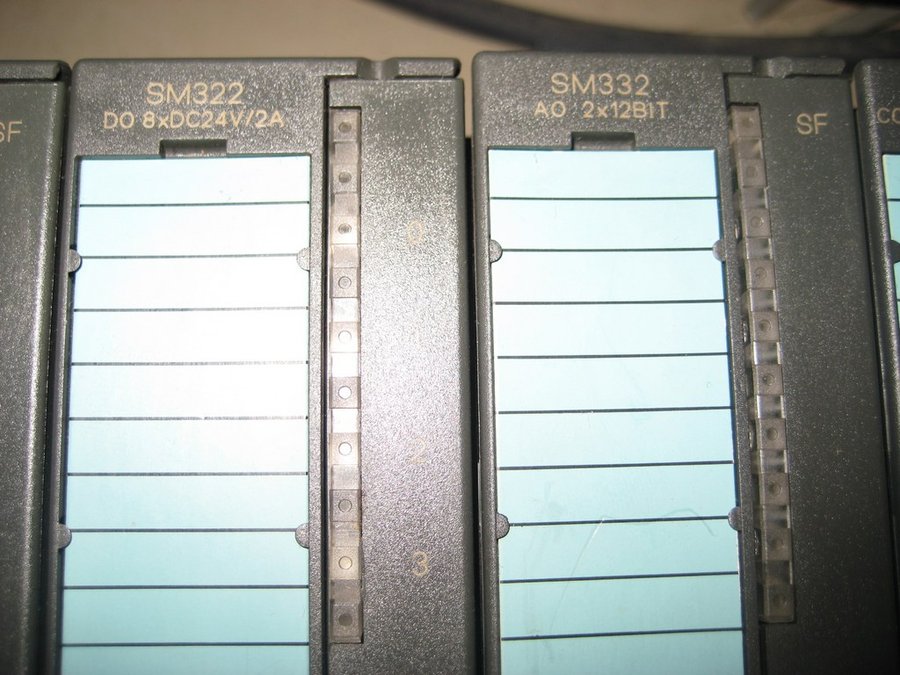 SF
SM322
DO 8xDC24V/2A
0
2
3
SM332
AO 2x12BIT
SF